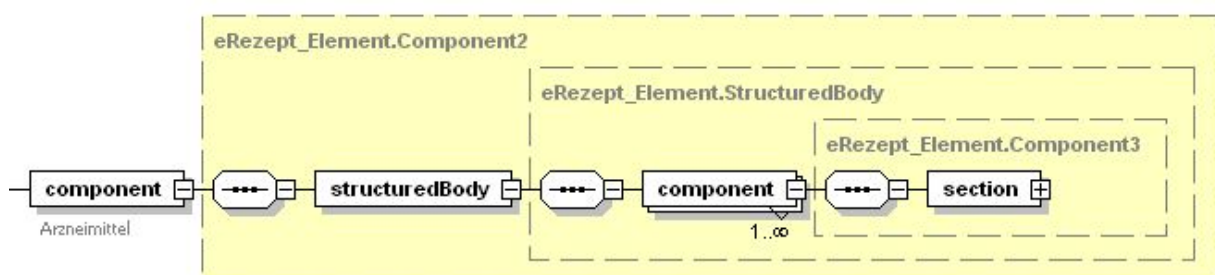 eRezept_Element.Component2
eRezept_Element.StructuredBody
eRezept_Element.Component3
component
structuredBody
component
section
Arzneimittel
1..∞